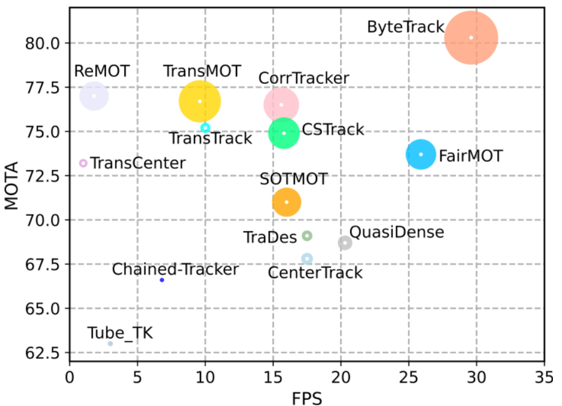 ByteTrack
80.0
ReMOT
TransMOT
CorrTracker
77.5
75.0
TransTrack
CSTrack
TransCenter
FairMOT
72.5
SOTMOT
70.0
TraDes
QuasiDense
67.5
Chained-Tracker
CenterTrack
65.0
Tube_TK
62.5
MOTA
0 5 10 15 20 25 30 35
FPS